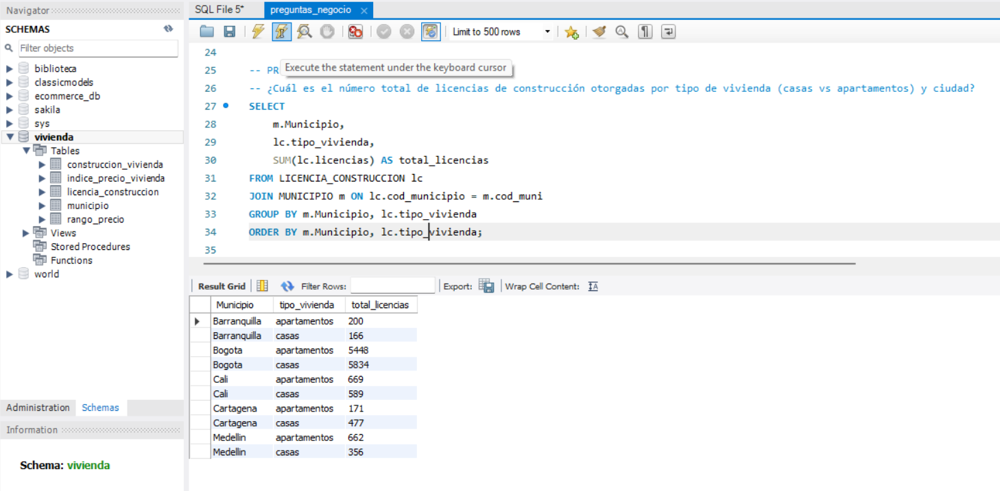 Navigator
SCHEMAS
Filter objects
biblioteca
classicmodels
ecommerce_db
sakila
sys
vivienda
Tables
construccion_vivienda
indice_precio_vivienda
licencia_construccion
municipio
rango_precio
Views
Stored Procedures
Functions
world
Administration Schemas
Information
Schema: vivienda
SQL File 5* preguntas_negocio
Limit to 500 rows
24
25 -- PR
Execute the statement under the keyboard cursor
26 -- ¿Cuál es el número total de licencias de construcción otorgadas por tipo de vivienda (casas vs apartamentos) y ciudad?
27 SELECT
28 m.Municipio,
29 lc.tipo_vivienda,
30 SUM(lc.licencias) AS total_licencias
31 FROM LICENCIA_CONSTRUCCION lc
32 JOIN MUNICIPIO m ON lc.cod_municipio = m.cod_muni
33 GROUP BY m.Municipio, lc.tipo_vivienda
34 ORDER BY m.Municipio, lc.tipo_vivienda;
35
Result Grid Filter Rows: Export: Wrap Cell Content: IA
Municipio tipo_vivienda total_licencias
Barranquilla apartamentos 200
Barranquilla casas 166
Bogota apartamentos 5448
Bogota casas 5834
Cali apartamentos 669
Cali casas 589
Cartagena apartamentos 171
Cartagena casas 477
Medellin apartamentos 662
Medellin casas 356